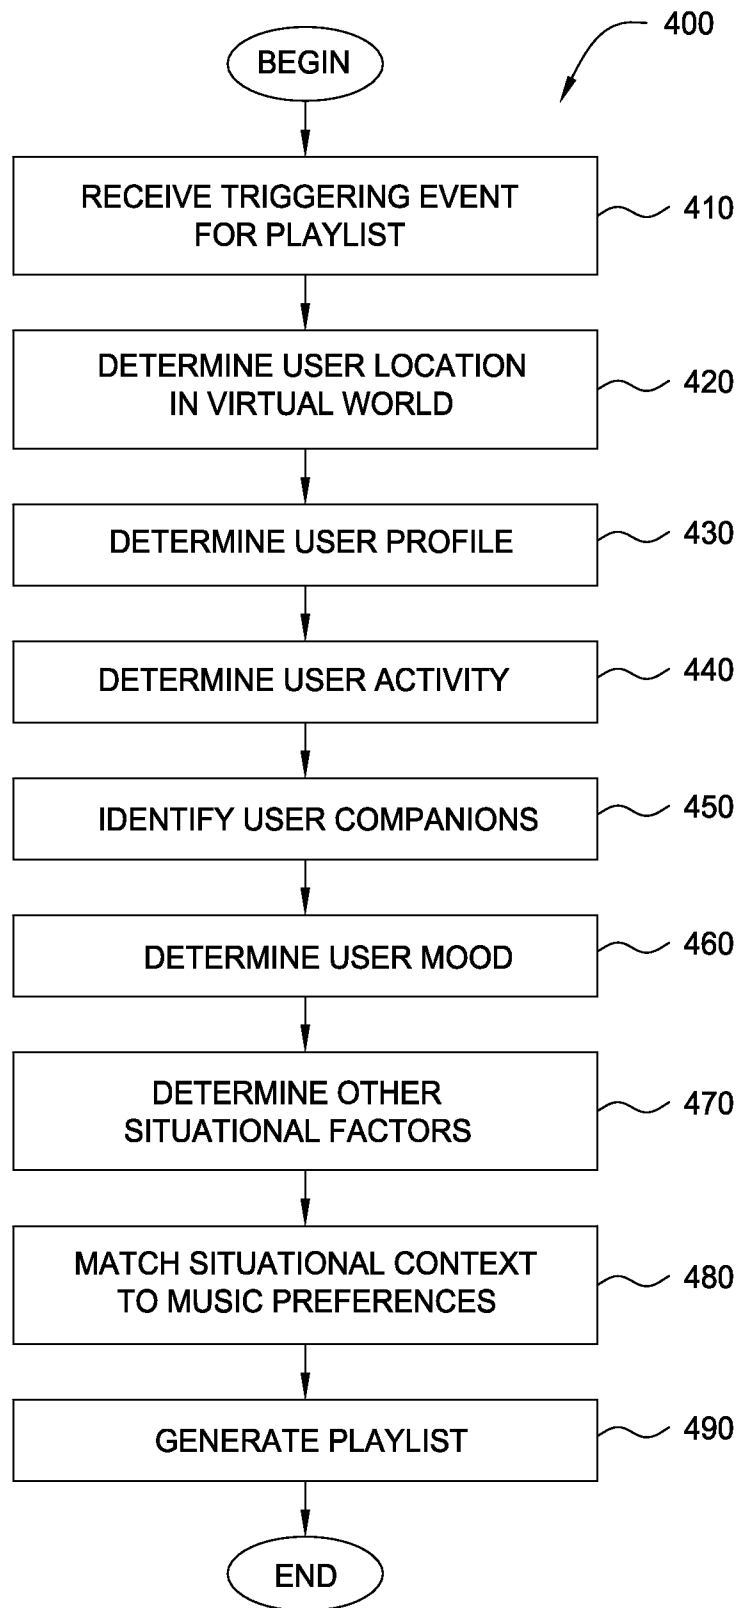 400
BEGIN
RECEIVE TRIGGERING EVENT
FOR PLAYLIST
410
DETERMINE USER LOCATION
IN VIRTUAL WORLD
420
DETERMINE USER PROFILE
430
DETERMINE USER ACTIVITY
440
IDENTIFY USER COMPANIONS
450
DETERMINE USER MOOD
460
DETERMINE OTHER
SITUATIONAL FACTORS
470
MATCH SITUATIONAL CONTEXT
TO MUSIC PREFERENCES
480
GENERATE PLAYLIST
490
END